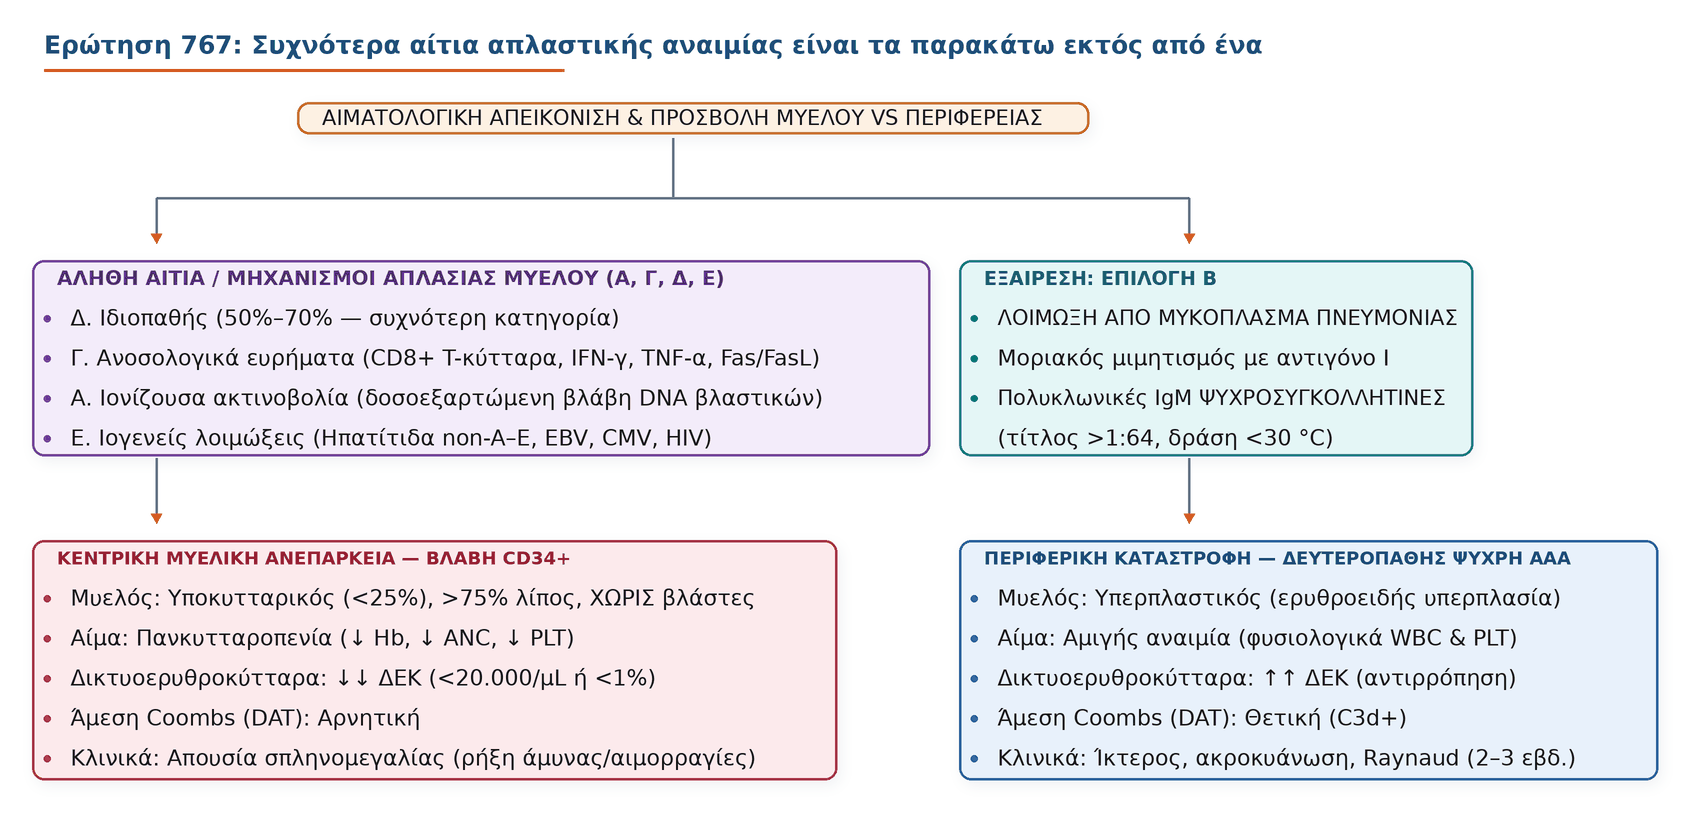 Ερώτηση 767: Συχνότερα αίτια απλαστικής αναιμίας είναι τα παρακάτω εκτός από ένα
ΑΙΜΑΤΟΛΟΓΙΚΗ ΑΠΕΙΚΟΝΙΣΗ & ΠΡΟΣΒΟΛΗ ΜΥΕΛΟΥ VS ΠΕΡΙΦΕΡΕΙΑΣ
ΑΛΗΘΗ ΑΙΤΙΑ / ΜΗΧΑΝΙΣΜΟΙ ΑΠΛΑΣΙΑΣ ΜΥΕΛΟΥ (Α, Γ, Δ, Ε)
• Δ. Ιδιοπαθής (50%–70% — συχνότερη κατηγορία)
• Γ. Ανοσολογικά ευρήματα (CD8+ Τ-κύτταρα, IFN-γ, TNF-α, Fas/FasL)
• Α. Ιονίζουσα ακτινοβολία (δοσοεξαρτώμενη βλάβη DNA βλαστικών)
• Ε. Ιογενείς λοιμώξεις (Ηπατίτιδα non-A–E, EBV, CMV, HIV)
ΕΞΑΙΡΕΣΗ: ΕΠΙΛΟΓΗ Β
• ΛΟΙΜΩΞΗ ΑΠΟ ΜΥΚΟΠΛΑΣΜΑ ΠΝΕΥΜΟΝΙΑΣ
• Μοριακός μιμητισμός με αντιγόνο I
• Πολυκλωνικές IgM ΨΥΧΡΟΣΥΓΚΟΛΛΗΤΙΝΕΣ
(τίτλος >1:64, δράση <30 °C)
ΚΕΝΤΡΙΚΗ ΜΥΕΛΙΚΗ ΑΝΕΠΑΡΚΕΙΑ — ΒΛΑΒΗ CD34+
• Μυελός: Υποκυτταρικός (<25%), >75% λίπος, ΧΩΡΙΣ βλάστες
• Αίμα: Πανκυτταροπενία (↓ Hb, ↓ ANC, ↓ PLT)
• Δικτυοερυθροκύτταρα: ↓↓ ΔΕΚ (<20.000/μL ή <1%)
• Άμεση Coombs (DAT): Αρνητική
• Κλινικά: Απουσία σπληνομεγαλίας (ρήξη άμυνας/αιμορραγίες)
ΠΕΡΙΦΕΡΙΚΗ ΚΑΤΑΣΤΡΟΦΗ — ΔΕΥΤΕΡΟΠΑΘΗΣ ΨΥΧΡΗ ΑΑΑ
• Μυελός: Υπερπλαστικός (ερυθροειδής υπερπλασία)
• Αίμα: Αμιγής αναιμία (φυσιολογικά WBC & PLT)
• Δικτυοερυθροκύτταρα: ↑↑ ΔΕΚ (αντιρρόπηση)
• Άμεση Coombs (DAT): Θετική (C3d+)
• Κλινικά: Ίκτερος, ακροκυάνωση, Raynaud (2–3 εβδ.)